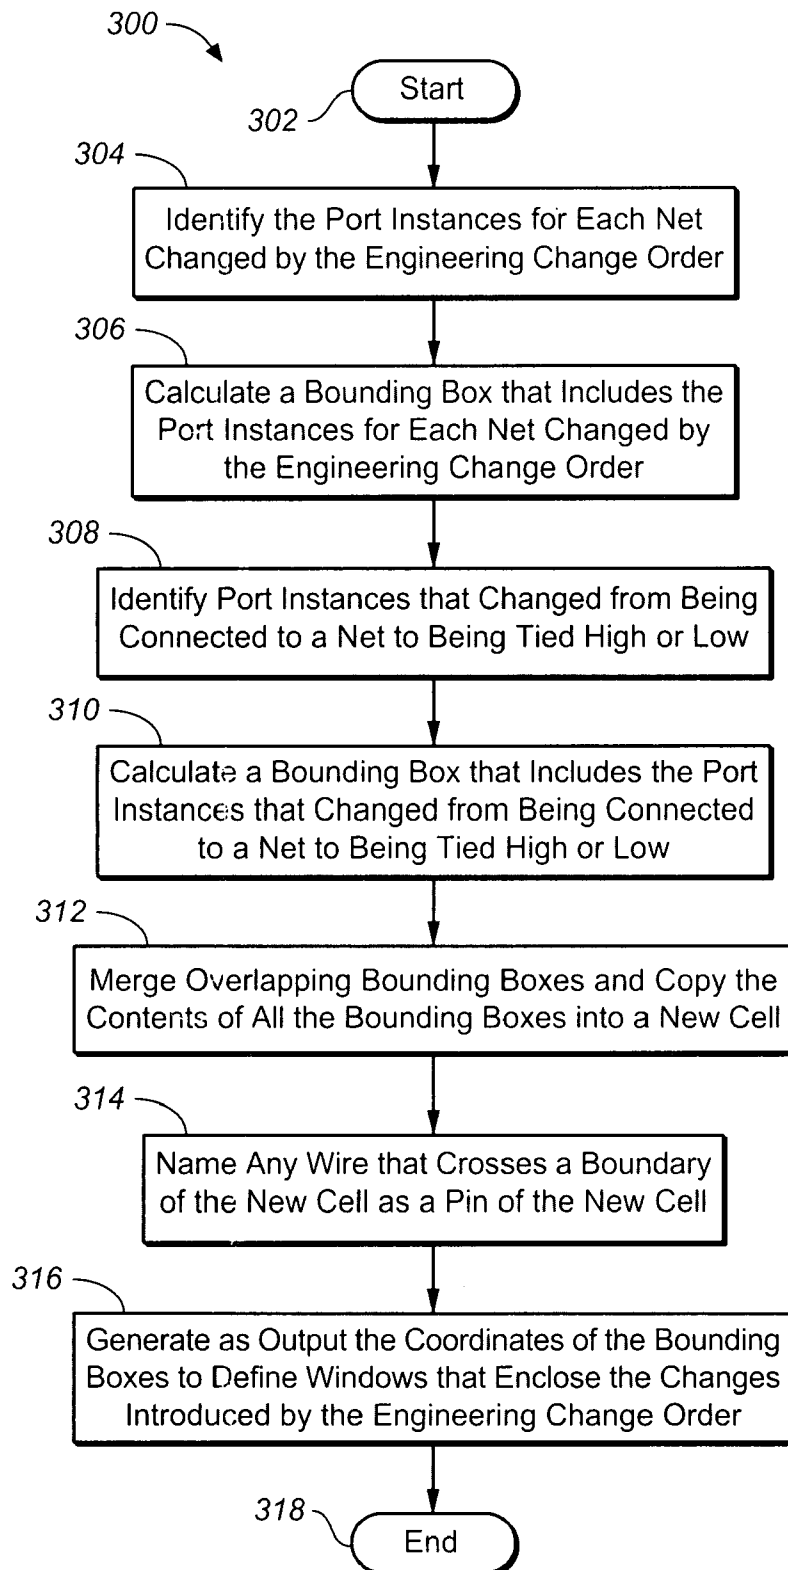 300
Start
302
304
Identify the Port Instances for Each Net
Changed by the Engineering Change Order
306
Calculate a Bounding Box that Includes the
Port Instances for Each Net Changed by
the Engineering Change Order
308
Identify Port Instances that Changed from Being
Connected to a Net to Being Tied High or Low
310
Calculate a Bounding Box that Includes the Port
Instances that Changed from Being Connected
to a Net to Being Tied High or Low
312
Merge Overlapping Bounding Boxes and Copy the
Contents of All the Bounding Boxes into a New Cell
314
Name Any Wire that Crosses a Boundary
of the New Cell as a Pin of the New Cell
316
Generate as Output the Coordinates of the Bounding
Boxes to Define Windows that Enclose the Changes
Introduced by the Engineering Change Order
318
End